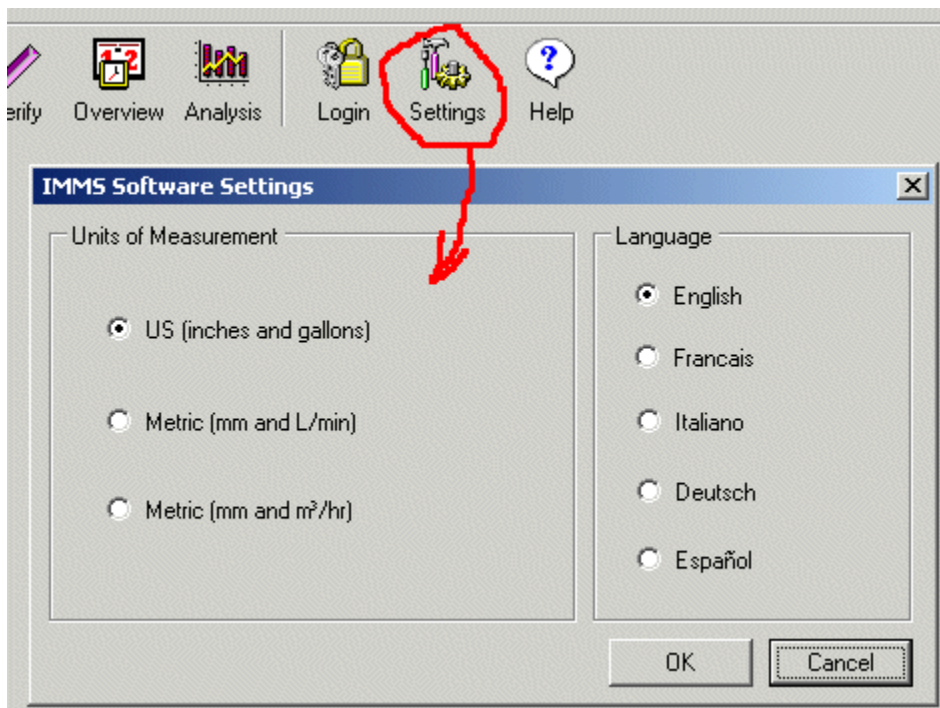 erify Overview Analysis Login Settings Help
IMMS Software Settings
Units of Measurement
US (inches and gallons)
Metric (mm and L/min)
Metric (mm and m³/hr)
Language
English
Francais
Italiano
Deutsch
Español
OK Cancel